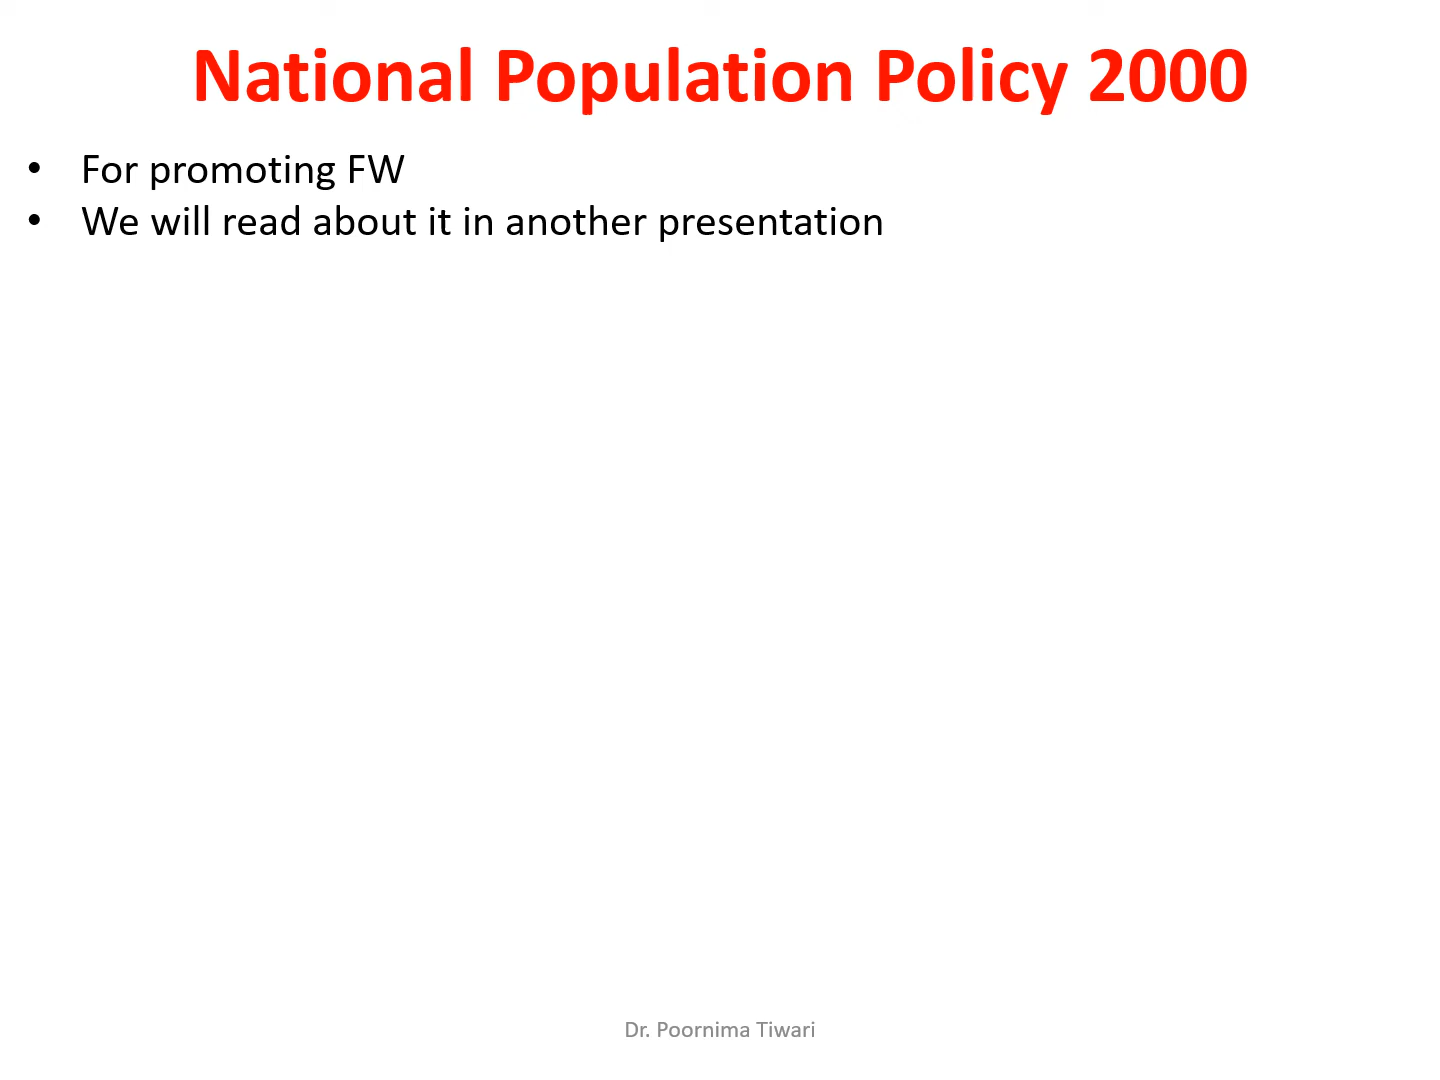 National Population Policy 2000
• For promoting FW
• We will read about it in another presentation
Dr. Poornima Tiwari